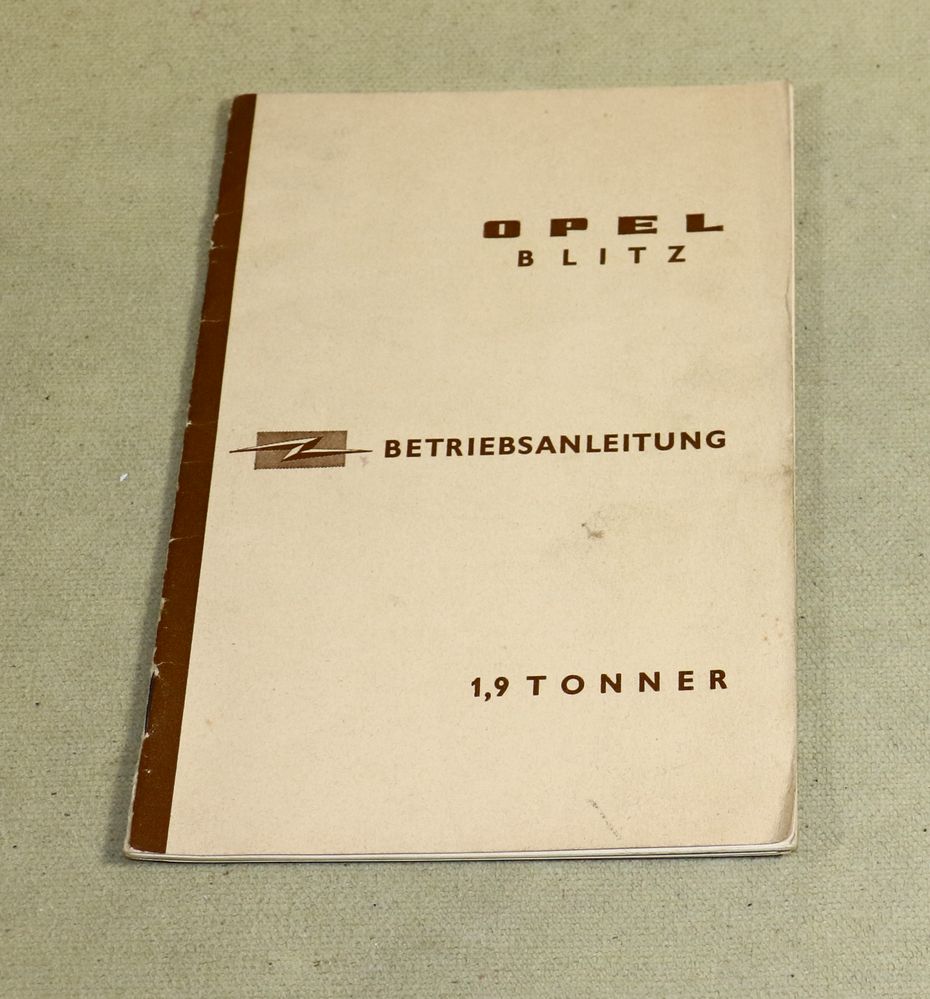 OPEL
BLITZ
BETRIEBSANLEITUNG
1,9 TONNER